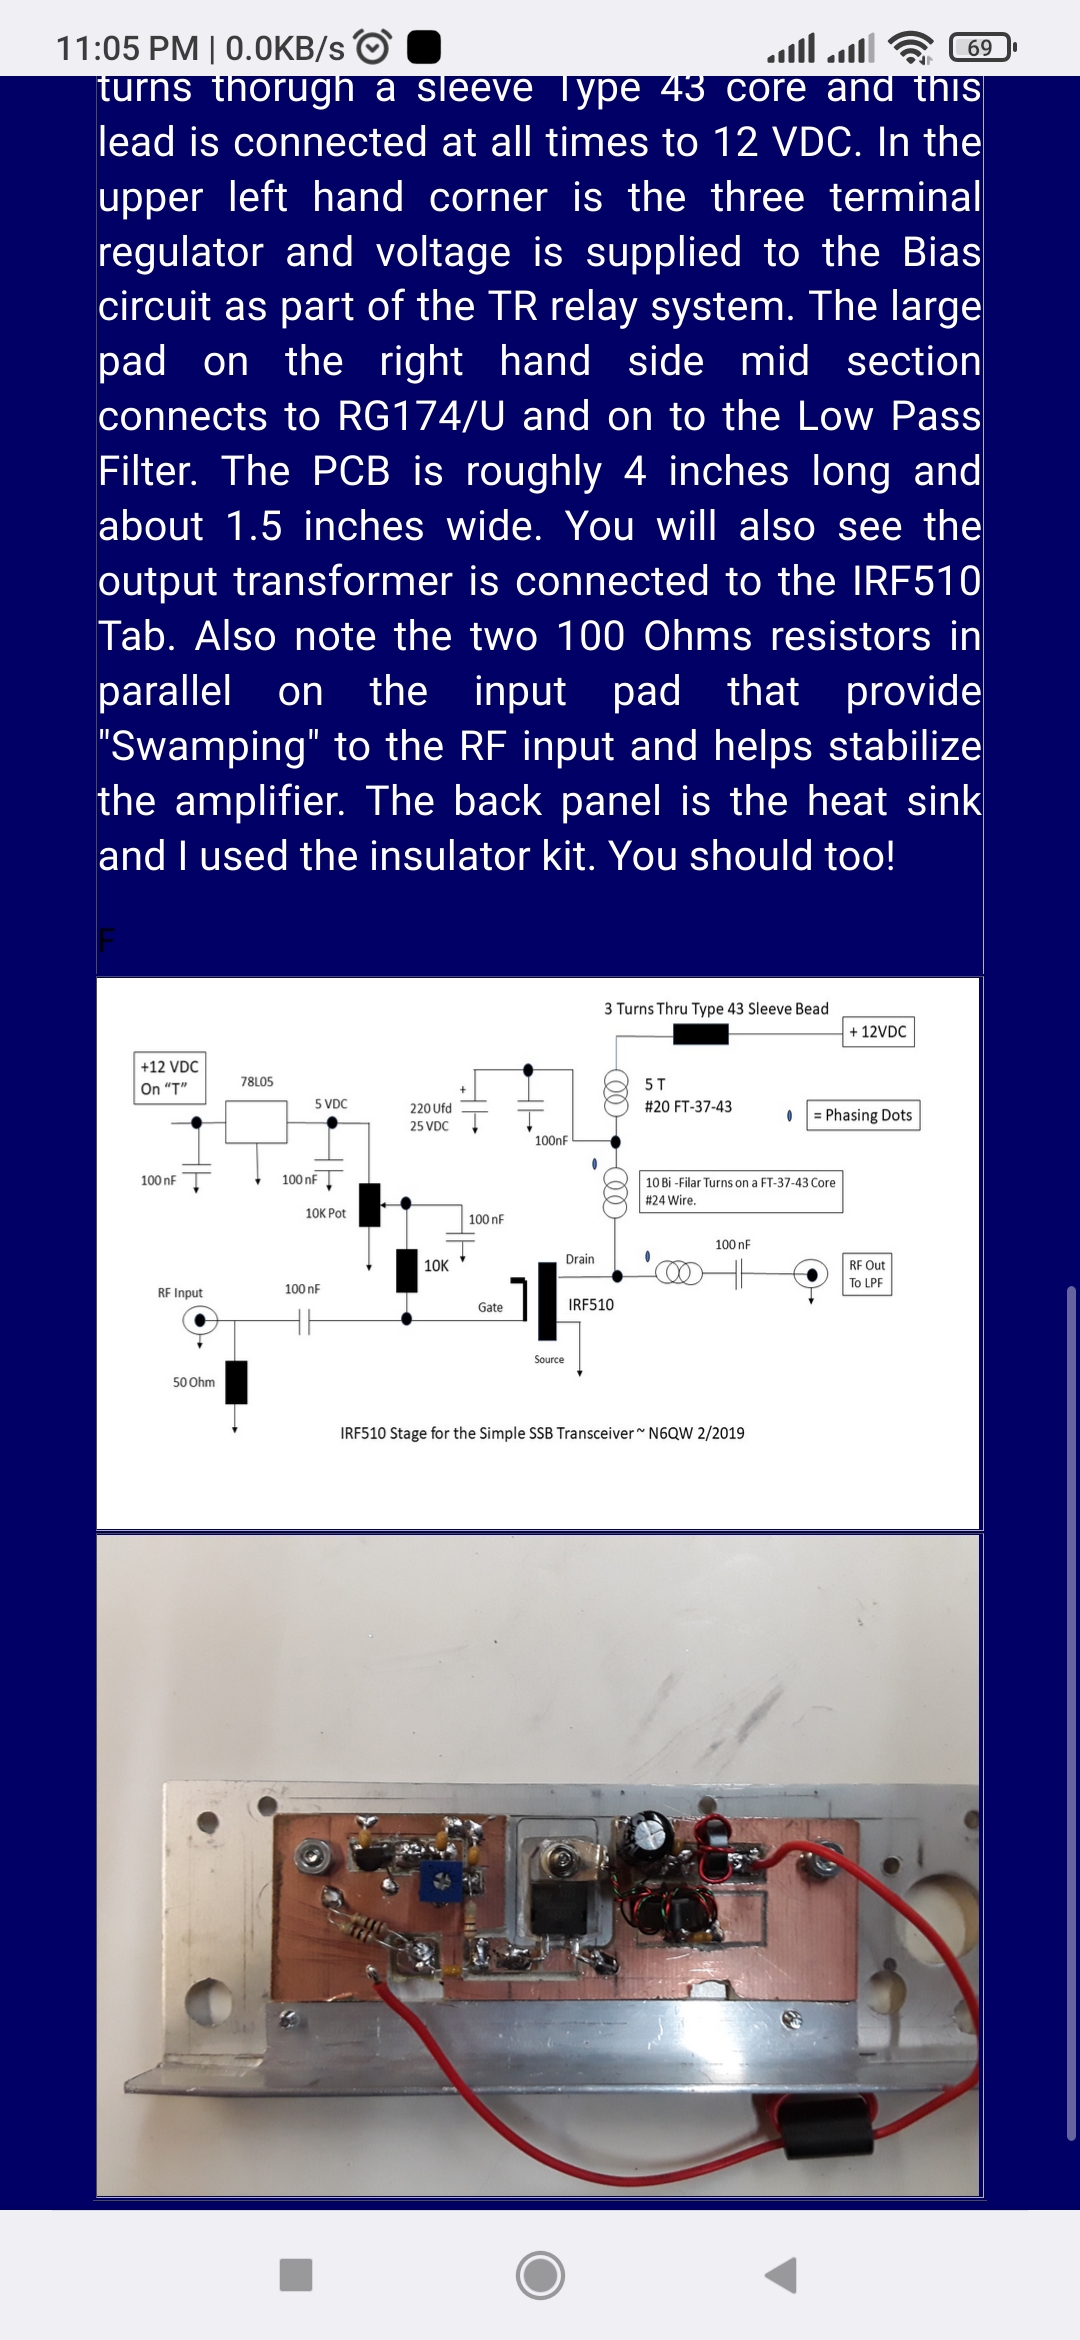 11:05 PM | 0.0KB/s
69
turns thorugh a sleeve Type 43 core and this
lead is connected at all times to 12 VDC. In the
upper left hand corner is the three terminal
regulator and voltage is supplied to the Bias
circuit as part of the TR relay system. The large
pad on the right hand side mid section
connects to RG174/U and on to the Low Pass
Filter. The PCB is roughly 4 inches long and
about 1.5 inches wide. You will also see the
output transformer is connected to the IRF510
Tab. Also note the two 100 Ohms resistors in
parallel on the input pad that provide
"Swamping" to the RF input and helps stabilize
the amplifier. The back panel is the heat sink
and I used the insulator kit. You should too!
F
3 Turns Thru Type 43 Sleeve Bead
+ 12VDC
+12 VDC
On "T"
78L05
5 VDC
+
220 Ufd
25 VDC
100nF
5 T
#20 FT-37-43
= Phasing Dots
100 nF
100 nF
10K Pot
100 nF
10 Bi -Filar Turns on a FT-37-43 Core
#24 Wire.
10K
Drain
100 nF
RF Out
To LPF
RF Input
100 nF
Gate
IRF510
Source
50 Ohm
IRF510 Stage for the Simple SSB Transceiver ~ N6QW 2/2019